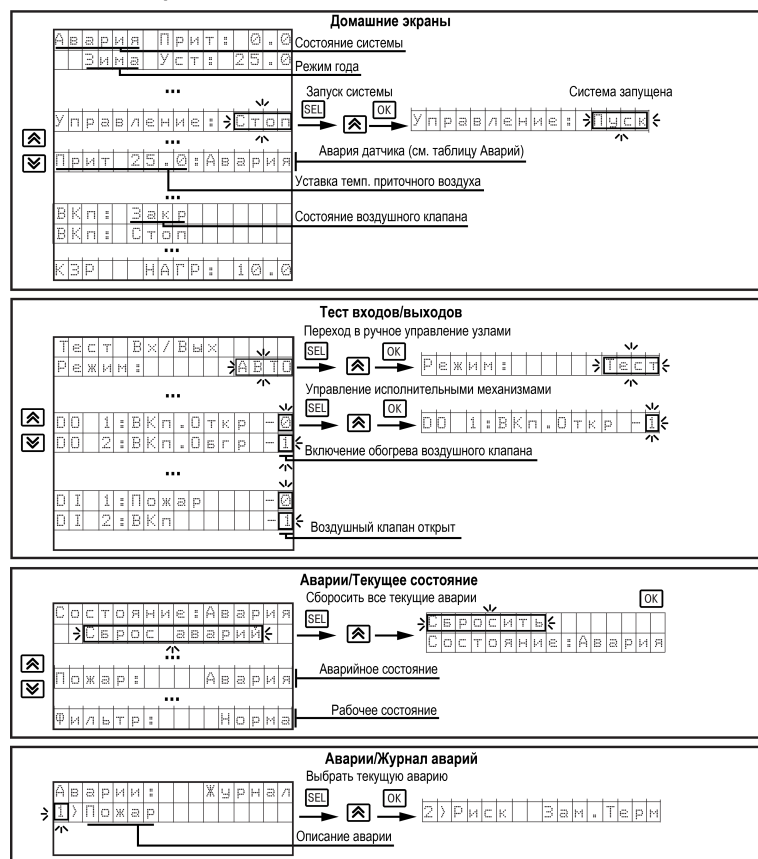 Домашние экраны
Авария Прит: 0.0
Состояние системы
Зима Уст: 25.0
Режим года
...
Запуск системы
Система запущена
Управление: Стоп
SEL
OK
Управление: Пуск
...
Авария датчика (см. таблицу Аварий)
Прит 25.0:Авария
Уставка темп. приточного воздуха
...
ВКп: Закр
Состояние воздушного клапана
ВКп: Стоп
...
КЗР НАГР: 10.0
Тест входов/выходов
Переход в ручное управление узлами
Тест Вх/Вых
Режим: АВТО
SEL
OK
Режим: Тест
...
Управление исполнительными механизмами
SEL
OK
DO 1:ВКп.Откр -0
DO 1:ВКп.Откр -1
DO 2:ВКп.Обгр -1
Включение обогрева воздушного клапана
...
DI 1:Пожар -0
DI 2:ВКп -1
Воздушный клапан открыт
Аварии/Текущее состояние
Сборосить все текущие аварии
Состояние:Авария
SEL
OK
Сбросить
Сброс аварий
Состояние:Авария
...
Аварийное состояние
Пожар: Авария
...
Рабочее состояние
Фильтр: Норма
Аварии/Журнал аварий
Выбрать текущую аварию
Аварии: Журнал
SEL
OK
1)Пожар
2)Риск Зам.Терм
Описание аварии